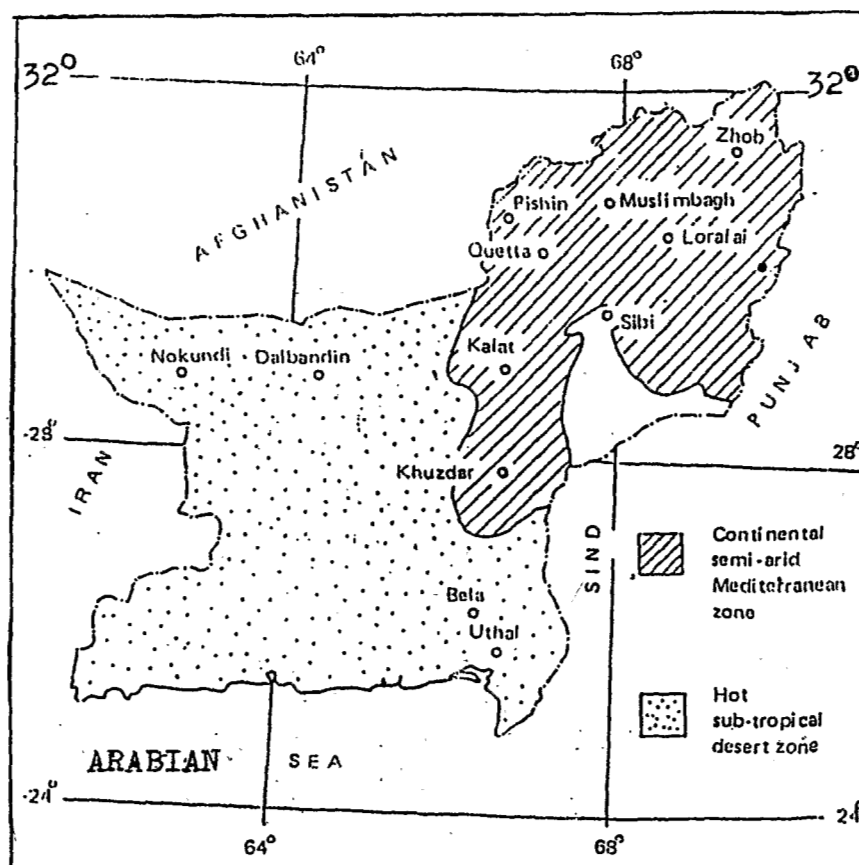 64°
68°
32°
32°
Zhob
AFGHANISTÁN
Pishin
Muslimbagh
Quetta
Loralai
Sibi
Nokundi
Dalbandin
Kalat
PUNJAB
-28°
28°
IRAN
Khuzdar
SIND
Continental
semi-arid
Mediterranean
zone
Bela
Uthal
Hot
sub-tropical
desert zone
ARABIAN SEA
-24°
24°
64°
68°